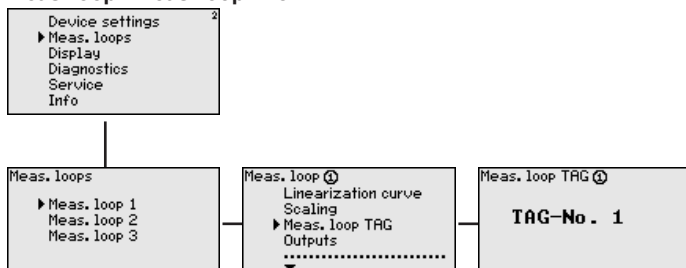 Device settings
2
Meas. loops
Display
Diagnostics
Service
Info
Meas. loops
Meas. loop 1
Meas. loop 2
Meas. loop 3
Meas. loop ①
Linearization curve
Scaling
Meas. loop TAG
Outputs
Meas. loop TAG ①
TAG-No. 1